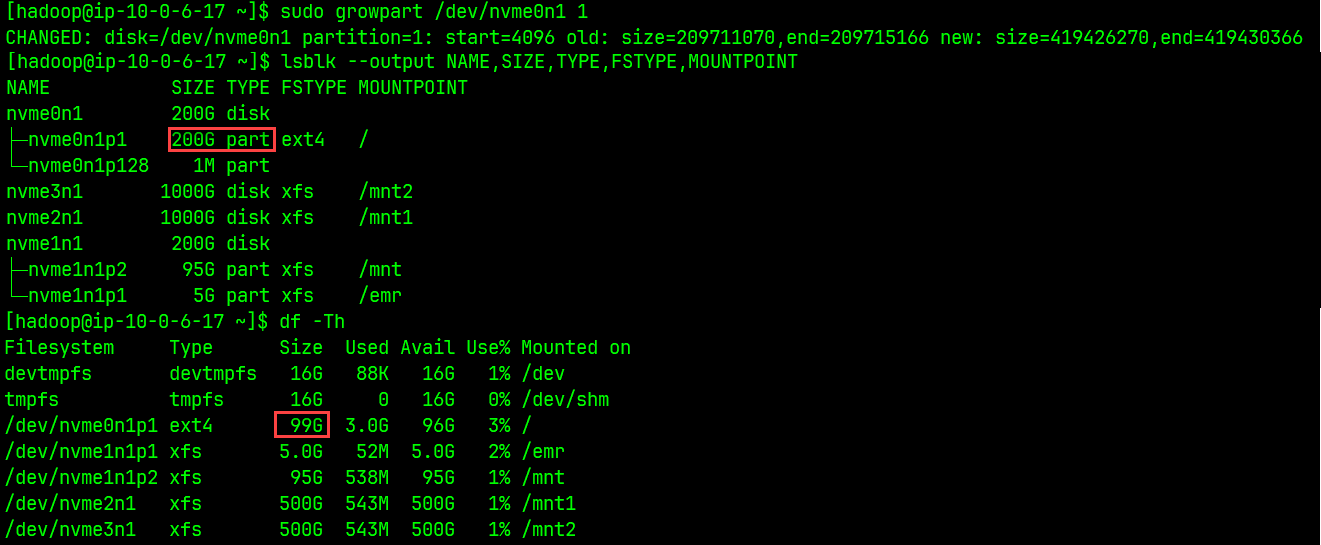 [hadoop@ip-10-0-6-17 ~]$ sudo growpart /dev/nvme0n1 1
CHANGED: disk=/dev/nvme0n1 partition=1: start=4096 old: size=209711070,end=209715166 new: size=419426270,end=419430366
[hadoop@ip-10-0-6-17 ~]$ lsblk --output NAME,SIZE,TYPE,FSTYPE,MOUNTPOINT
NAME           SIZE TYPE FSTYPE MOUNTPOINT
nvme0n1        200G disk
├─nvme0n1p1    200G part ext4   /
└─nvme0n1p128    1M part
nvme3n1       1000G disk xfs    /mnt2
nvme2n1       1000G disk xfs    /mnt1
nvme1n1        200G disk
├─nvme1n1p2     95G part xfs    /mnt
└─nvme1n1p1      5G part xfs    /emr
[hadoop@ip-10-0-6-17 ~]$ df -Th
Filesystem     Type      Size  Used Avail Use% Mounted on
devtmpfs       devtmpfs   16G   88K   16G   1% /dev
tmpfs          tmpfs      16G     0   16G   0% /dev/shm
/dev/nvme0n1p1 ext4       99G  3.0G   96G   3% /
/dev/nvme1n1p1 xfs       5.0G   52M  5.0G   2% /emr
/dev/nvme1n1p2 xfs        95G  538M   95G   1% /mnt
/dev/nvme2n1   xfs       500G  543M  500G   1% /mnt1
/dev/nvme3n1   xfs       500G  543M  500G   1% /mnt2